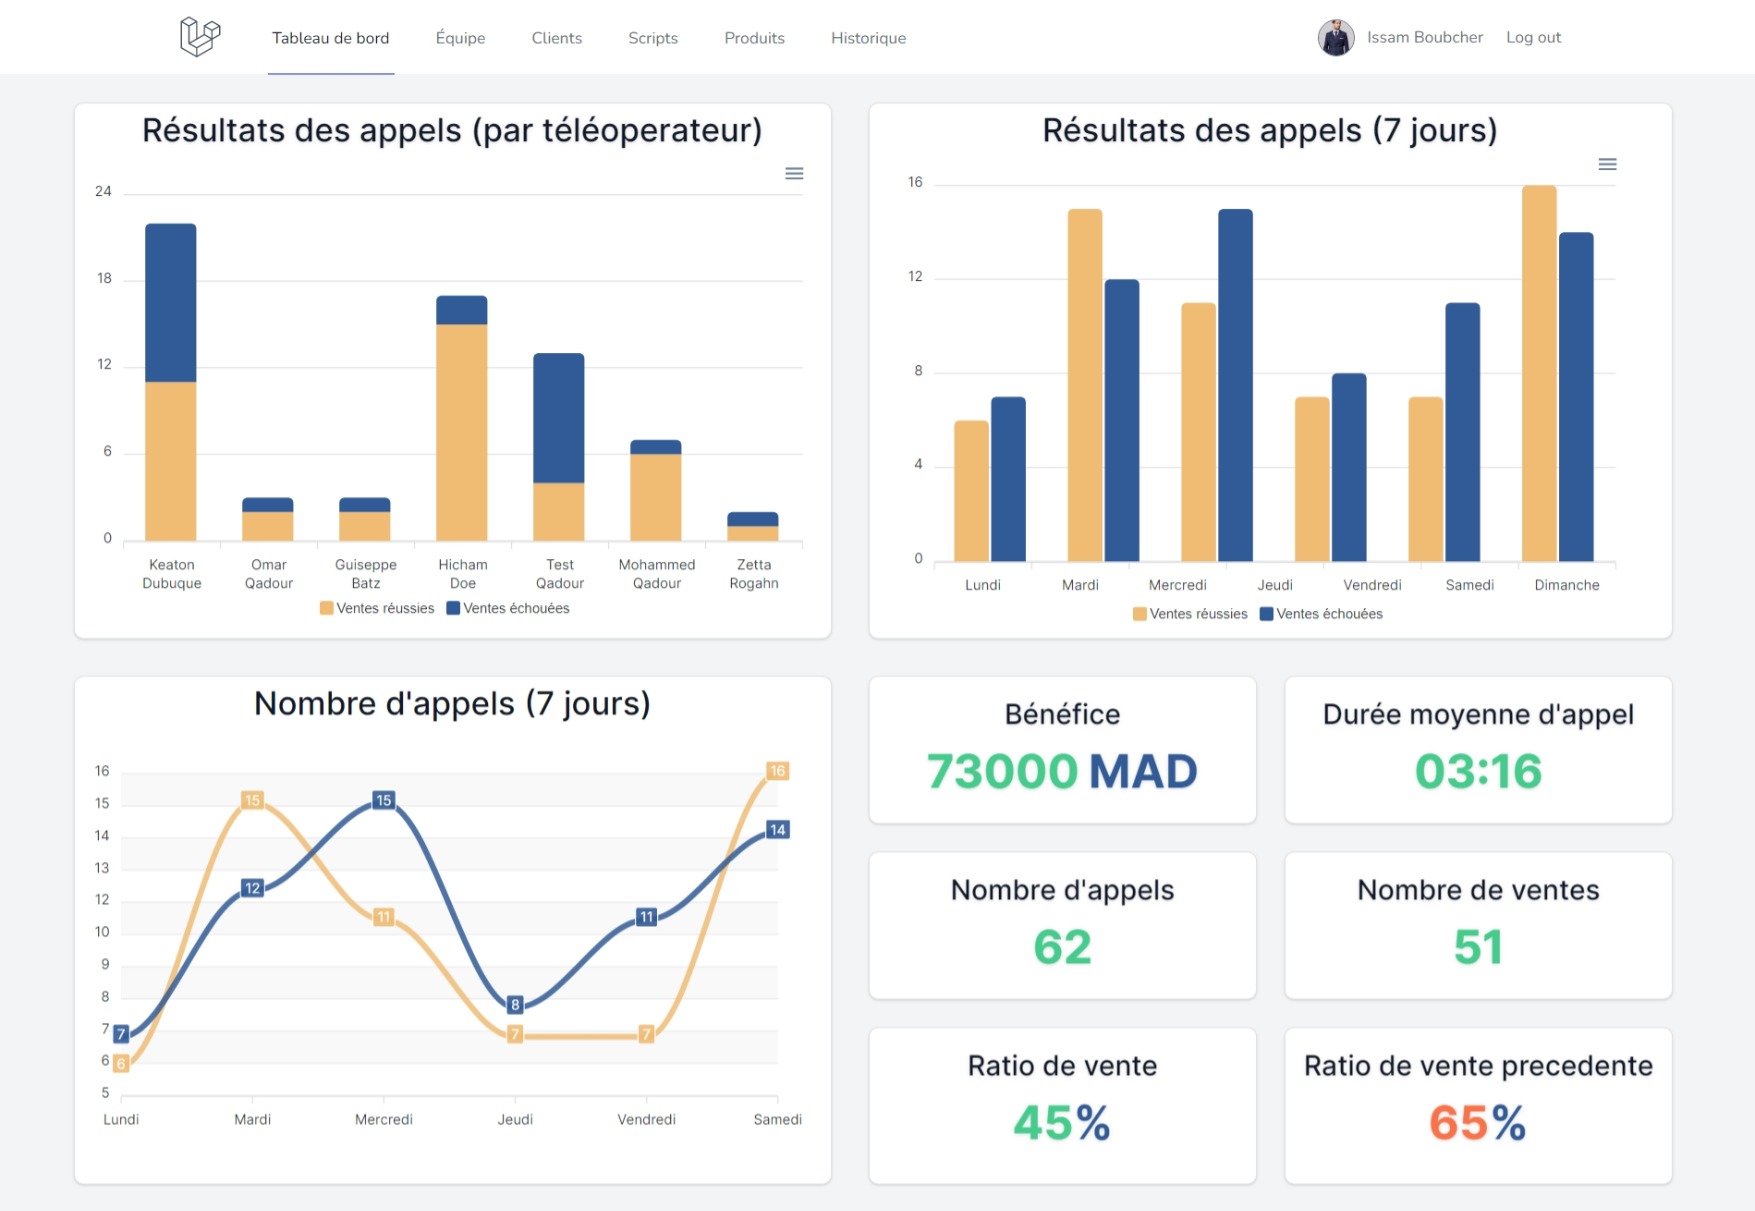 Tableau de bord
Équipe
Clients
Scripts
Produits
Historique
Issam Boubcher
Log out
Résultats des appels (par téléoperateur)
24
18
12
6
0
Keaton
Dubuque
Omar
Qadour
Guiseppe
Batz
Hicham
Doe
Test
Qadour
Mohammed
Qadour
Zetta
Rogahn
Ventes réussies
Ventes échouées
Résultats des appels (7 jours)
16
12
8
4
0
Lundi
Mardi
Mercredi
Jeudi
Vendredi
Samedi
Dimanche
Ventes réussies
Ventes échouées
Nombre d'appels (7 jours)
16
15
14
13
12
10
9
8
7
6
5
7
6
15
12
15
11
8
7
11
7
16
14
Lundi
Mardi
Mercredi
Jeudi
Vendredi
Samedi
Bénéfice
73000 MAD
Durée moyenne d'appel
03:16
Nombre d'appels
62
Nombre de ventes
51
Ratio de vente
45%
Ratio de vente precedente
65%